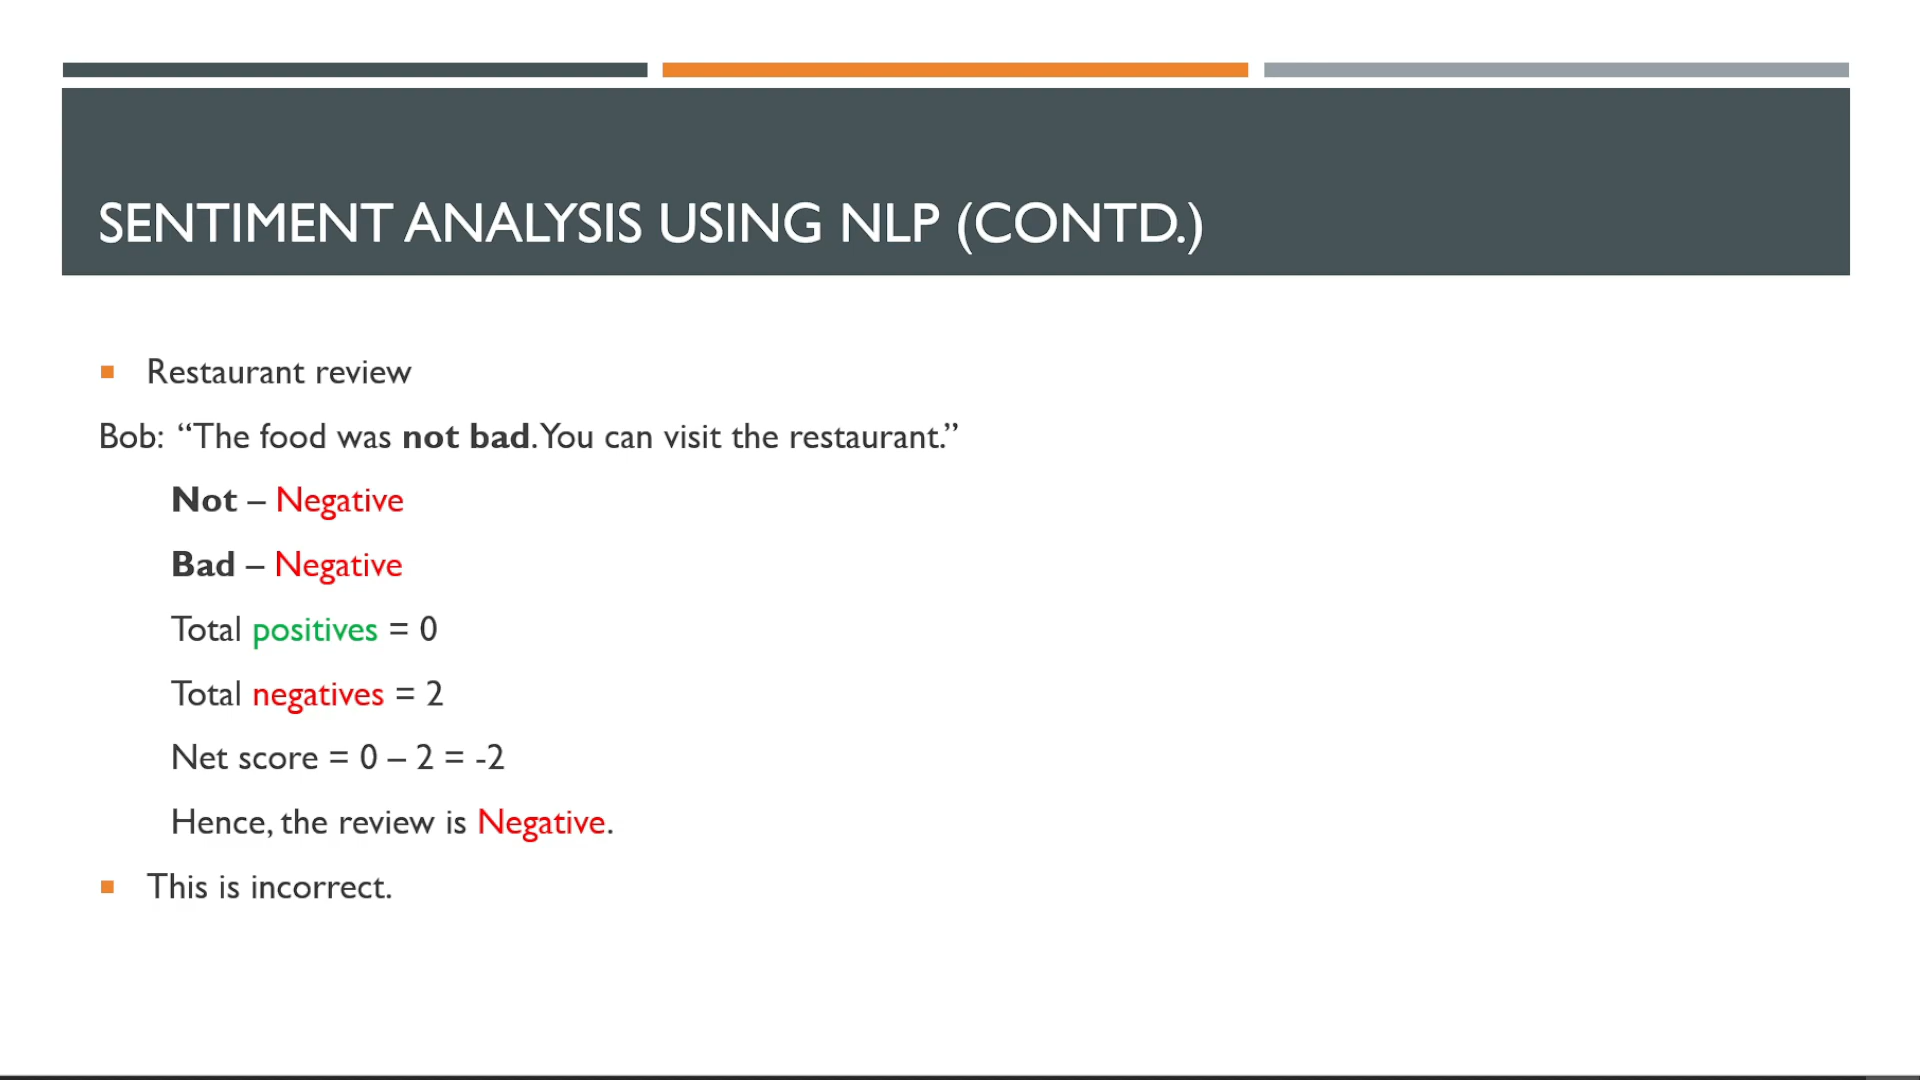 SENTIMENT ANALYSIS USING NLP (CONTD.)
Restaurant review
Bob: “The food was not bad. You can visit the restaurant.”
Not – Negative
Bad – Negative
Total positives = 0
Total negatives = 2
Net score = 0 – 2 = -2
Hence, the review is Negative.
This is incorrect.